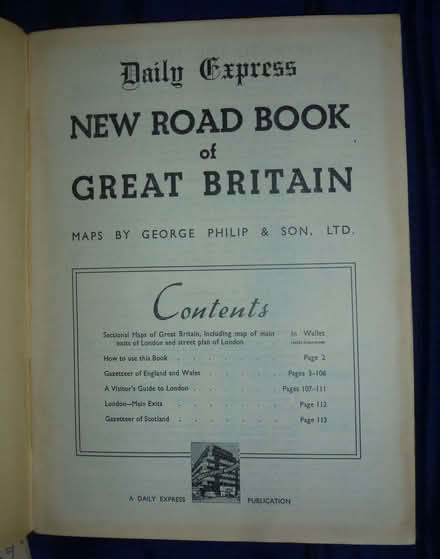 Daily Express
NEW ROAD BOOK
of
GREAT BRITAIN
MAPS BY GEORGE PHILIP & SON, LTD.
Contents
Sectional Maps of Great Britain, including map of main In Wallet
exits of London and street plan of London
How to use this Book . . . . . . . Page 2
Gazetteer of England and Wales . . . . . . Pages 3-106
A Visitor's Guide to London . . . . . . Pages 107-111
London—Main Exits . . . . . . . Page 112
Gazetteer of Scotland . . . . . . . Page 113
A DAILY EXPRESS PUBLICATION